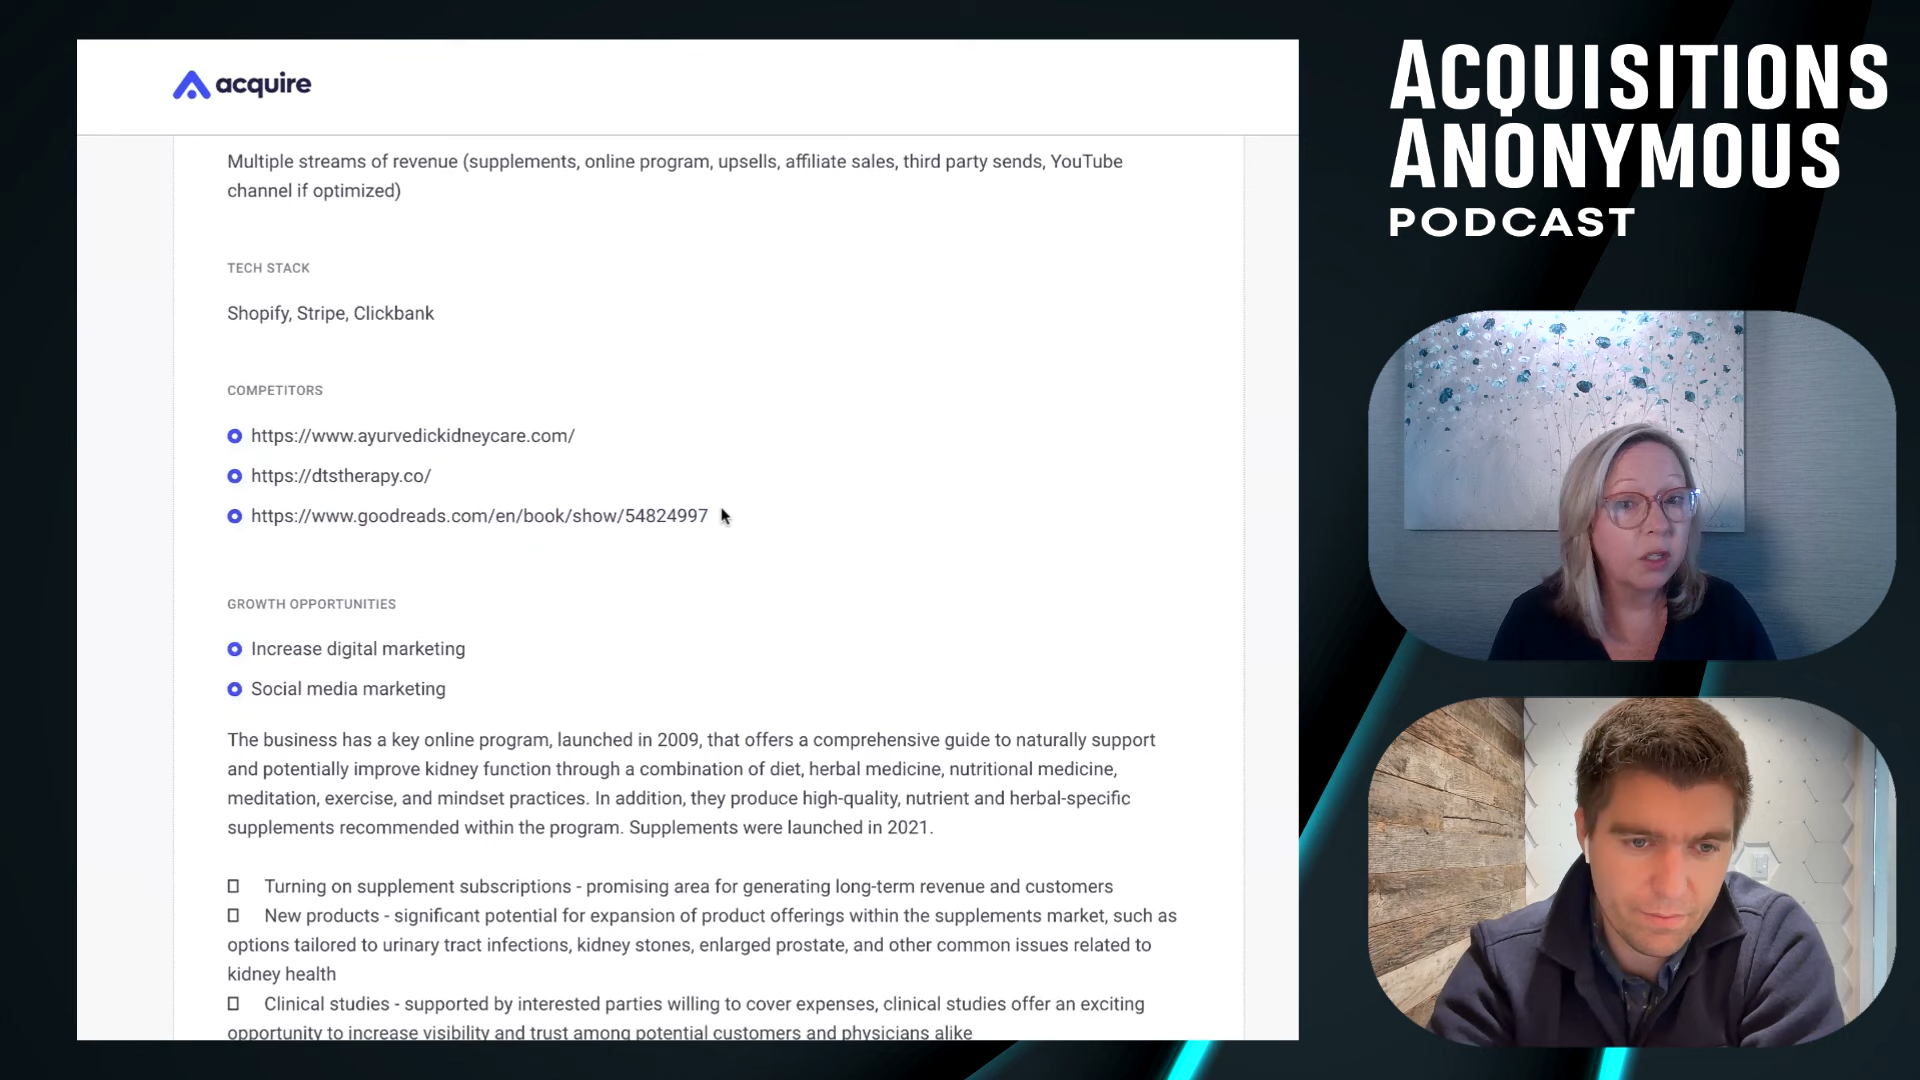 acquire
Multiple streams of revenue (supplements, online program, upsells, affiliate sales, third party sends, YouTube
channel if optimized)
TECH STACK
Shopify, Stripe, Clickbank
COMPETITORS
https://www.ayurvedickidneycare.com/
https://dtstherapy.co/
https://www.goodreads.com/en/book/show/54824997
GROWTH OPPORTUNITIES
Increase digital marketing
Social media marketing
The business has a key online program, launched in 2009, that offers a comprehensive guide to naturally support
and potentially improve kidney function through a combination of diet, herbal medicine, nutritional medicine,
meditation, exercise, and mindset practices. In addition, they produce high-quality, nutrient and herbal-specific
supplements recommended within the program. Supplements were launched in 2021.
Turning on supplement subscriptions - promising area for generating long-term revenue and customers
New products - significant potential for expansion of product offerings within the supplements market, such as
options tailored to urinary tract infections, kidney stones, enlarged prostate, and other common issues related to
kidney health
Clinical studies - supported by interested parties willing to cover expenses, clinical studies offer an exciting
opportunity to increase visibility and trust among potential customers and physicians alike
ACQUISITIONS
ANONYMOUS
PODCAST